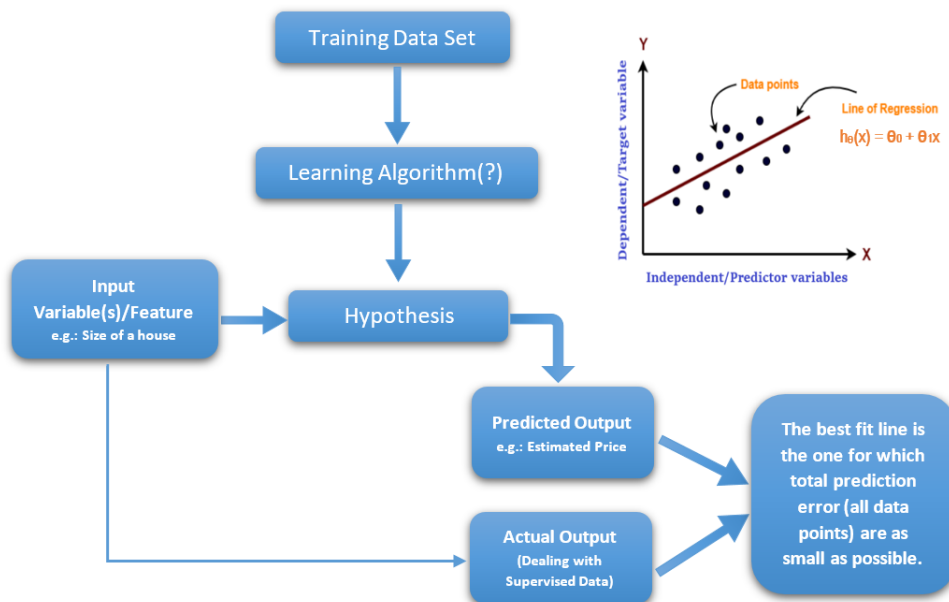 Training Data Set
Learning Algorithm(?)
Input
Variable(s)/Feature
e.g.: Size of a house
Hypothesis
Predicted Output
e.g.: Estimated Price
Actual Output
(Dealing with
Supervised Data)
The best fit line is
the one for which
total prediction
error (all data
points) are as
small as possible.
Y
Data points
Line of Regression
hθ(x) = θ0 + θ1x
Dependent/Target variable
X
Independent/Predictor variables